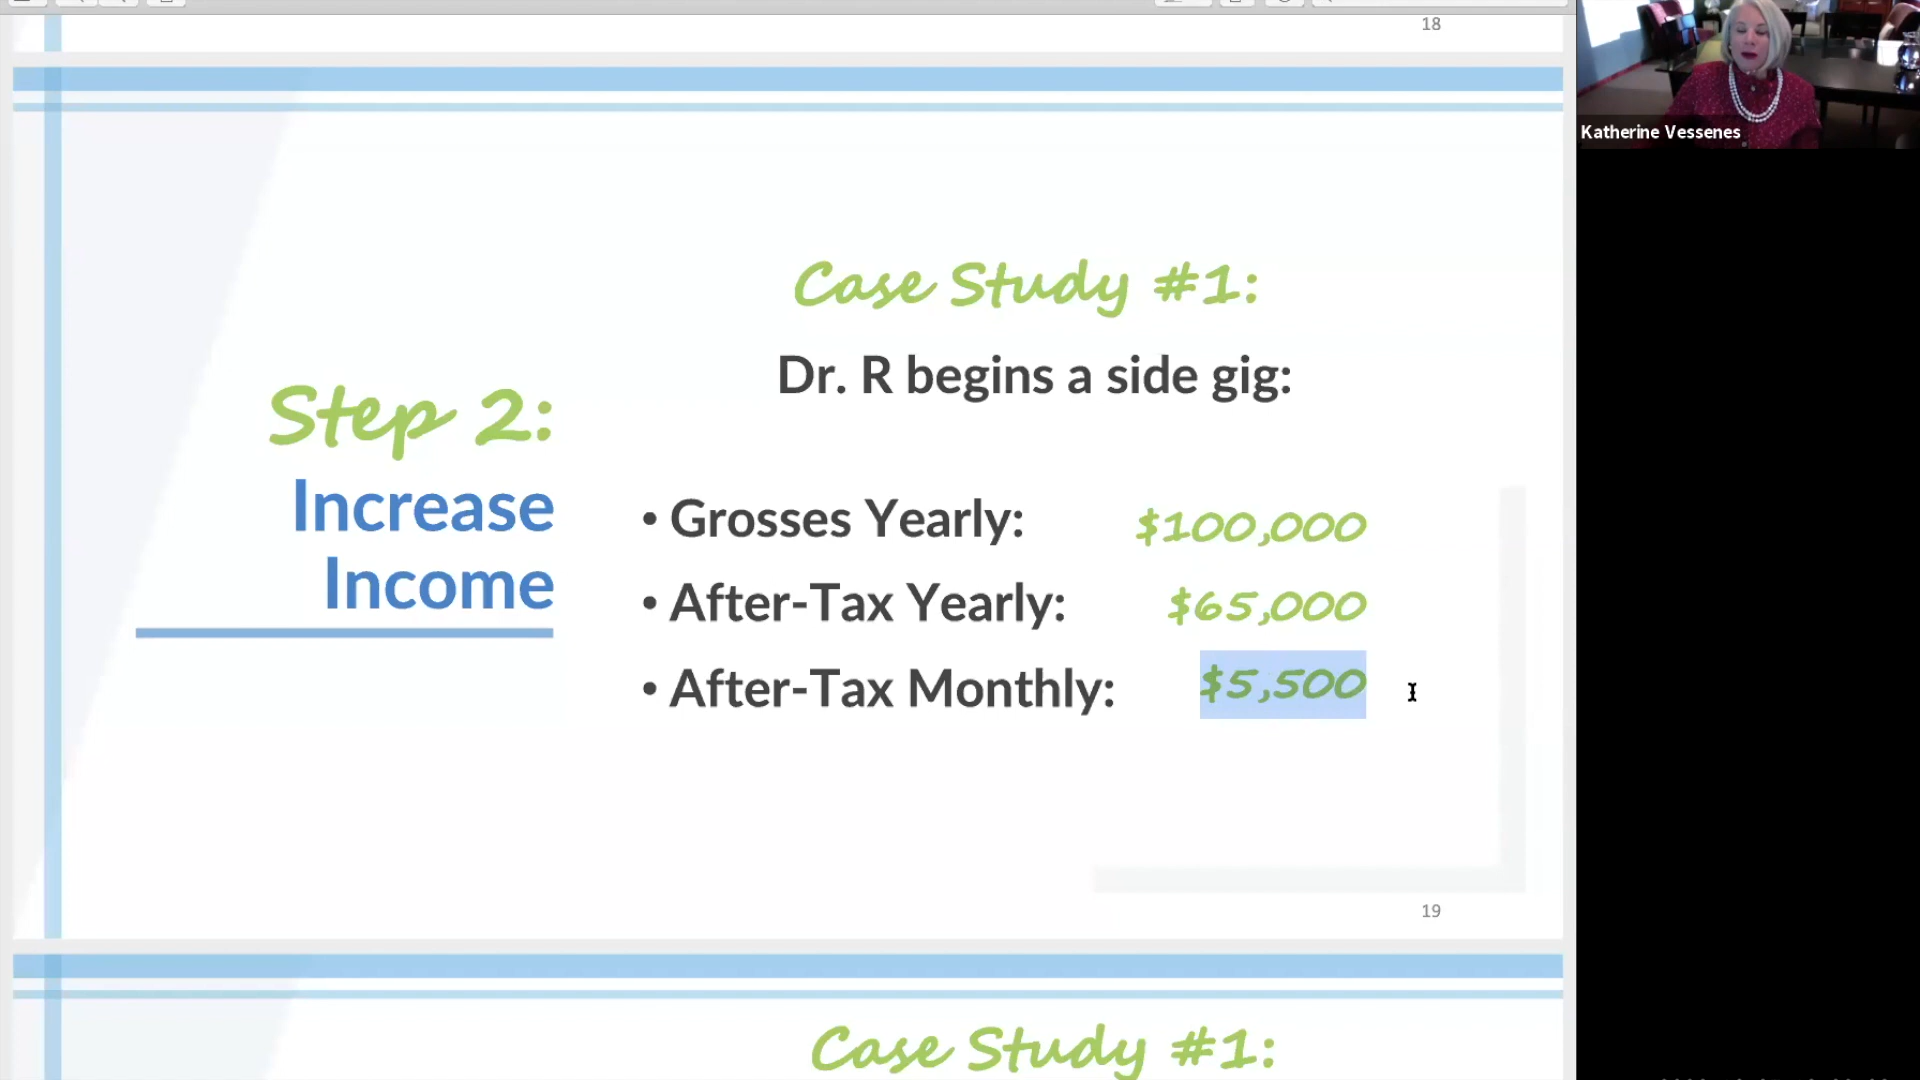 18
Katherine Vessenes
Case Study #1:
Dr. R begins a side gig:
Step 2:
Increase
Income
• Grosses Yearly: $100,000
• After-Tax Yearly: $65,000
• After-Tax Monthly: $5,500
19
Case Study #1: